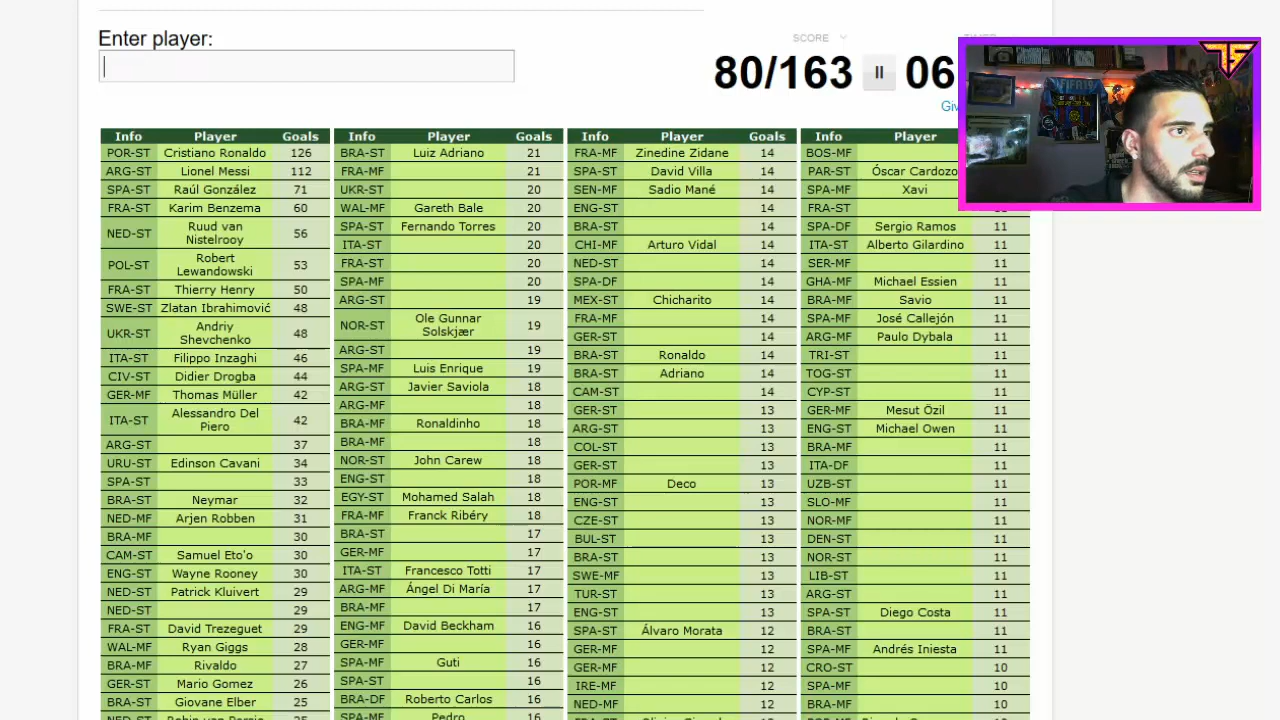 Enter player:
SCORE
80/163 06
Giv
Info Player Goals
POR-ST Cristiano Ronaldo 126
ARG-ST Lionel Messi 112
SPA-ST Raúl González 71
FRA-ST Karim Benzema 60
NED-ST Ruud van Nistelrooy 56
POL-ST Robert Lewandowski 53
FRA-ST Thierry Henry 50
SWE-ST Zlatan Ibrahimović 48
UKR-ST Andriy Shevchenko 48
ITA-ST Filippo Inzaghi 46
CIV-ST Didier Drogba 44
GER-MF Thomas Müller 42
ITA-ST Alessandro Del Piero 42
ARG-ST 37
URU-ST Edinson Cavani 34
SPA-ST 33
BRA-ST Neymar 32
NED-MF Arjen Robben 31
BRA-MF 30
CAM-ST Samuel Eto'o 30
ENG-ST Wayne Rooney 30
NED-ST Patrick Kluivert 29
NED-ST 29
FRA-ST David Trezeguet 29
WAL-MF Ryan Giggs 28
BRA-MF Rivaldo 27
GER-ST Mario Gomez 26
BRA-ST Giovane Elber 25
NED-ST Robin van Persie 25
Info Player Goals
BRA-ST Luiz Adriano 21
FRA-MF 21
UKR-ST 20
WAL-MF Gareth Bale 20
SPA-ST Fernando Torres 20
ITA-ST 20
FRA-ST 20
SPA-MF 20
ARG-ST 19
NOR-ST Ole Gunnar Solskjær 19
ARG-ST 19
SPA-MF Luis Enrique 19
ARG-ST Javier Saviola 18
ARG-MF 18
BRA-MF Ronaldinho 18
BRA-MF 18
NOR-ST John Carew 18
ENG-ST 18
EGY-ST Mohamed Salah 18
FRA-MF Franck Ribéry 18
BRA-ST 17
GER-MF 17
ITA-ST Francesco Totti 17
ARG-MF Ángel Di María 17
BRA-MF 17
ENG-MF David Beckham 16
GER-MF 16
SPA-MF Guti 16
SPA-ST 16
BRA-DF Roberto Carlos 16
SPA-MF Pedro 16
Info Player Goals
FRA-MF Zinedine Zidane 14
SPA-ST David Villa 14
SEN-MF Sadio Mané 14
ENG-ST 14
BRA-ST 14
CHI-MF Arturo Vidal 14
NED-ST 14
SPA-DF 14
MEX-ST Chicharito 14
FRA-MF 14
GER-ST 14
BRA-ST Ronaldo 14
BRA-ST Adriano 14
CAM-ST 14
GER-ST 13
ARG-ST 13
COL-ST 13
GER-ST 13
POR-MF Deco 13
ENG-ST 13
CZE-ST 13
BUL-ST 13
BRA-ST 13
SWE-MF 13
TUR-ST 13
ENG-ST 13
SPA-ST Álvaro Morata 12
GER-MF 12
GER-MF 12
IRE-MF 12
NED-MF 12
Info Player
BOS-MF
PAR-ST Óscar Cardozo
SPA-MF Xavi
FRA-ST 11
SPA-DF Sergio Ramos 11
ITA-ST Alberto Gilardino 11
SER-MF 11
GHA-MF Michael Essien 11
BRA-MF Savio 11
SPA-MF José Callejón 11
ARG-MF Paulo Dybala 11
TRI-ST 11
TOG-ST 11
CYP-ST 11
GER-MF Mesut Özil 11
ENG-ST Michael Owen 11
BRA-MF 11
ITA-DF 11
UZB-ST 11
SLO-MF 11
NOR-MF 11
DEN-ST 11
NOR-ST 11
LIB-ST 11
ARG-ST 11
SPA-ST Diego Costa 11
BRA-ST 11
SPA-MF Andrés Iniesta 11
CRO-ST 10
SPA-MF 10
BRA-MF 10